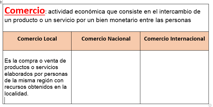 Comercio: actividad económica que consiste en el intercambio de
un producto o un servicio por un bien monetario entre las personas
Comercio Local
Comercio Nacional
Comercio Internacional
Es la compra o venta de
productos o servicios
elaborados por personas
de la misma región con
recursos obtenidos en la
localidad.